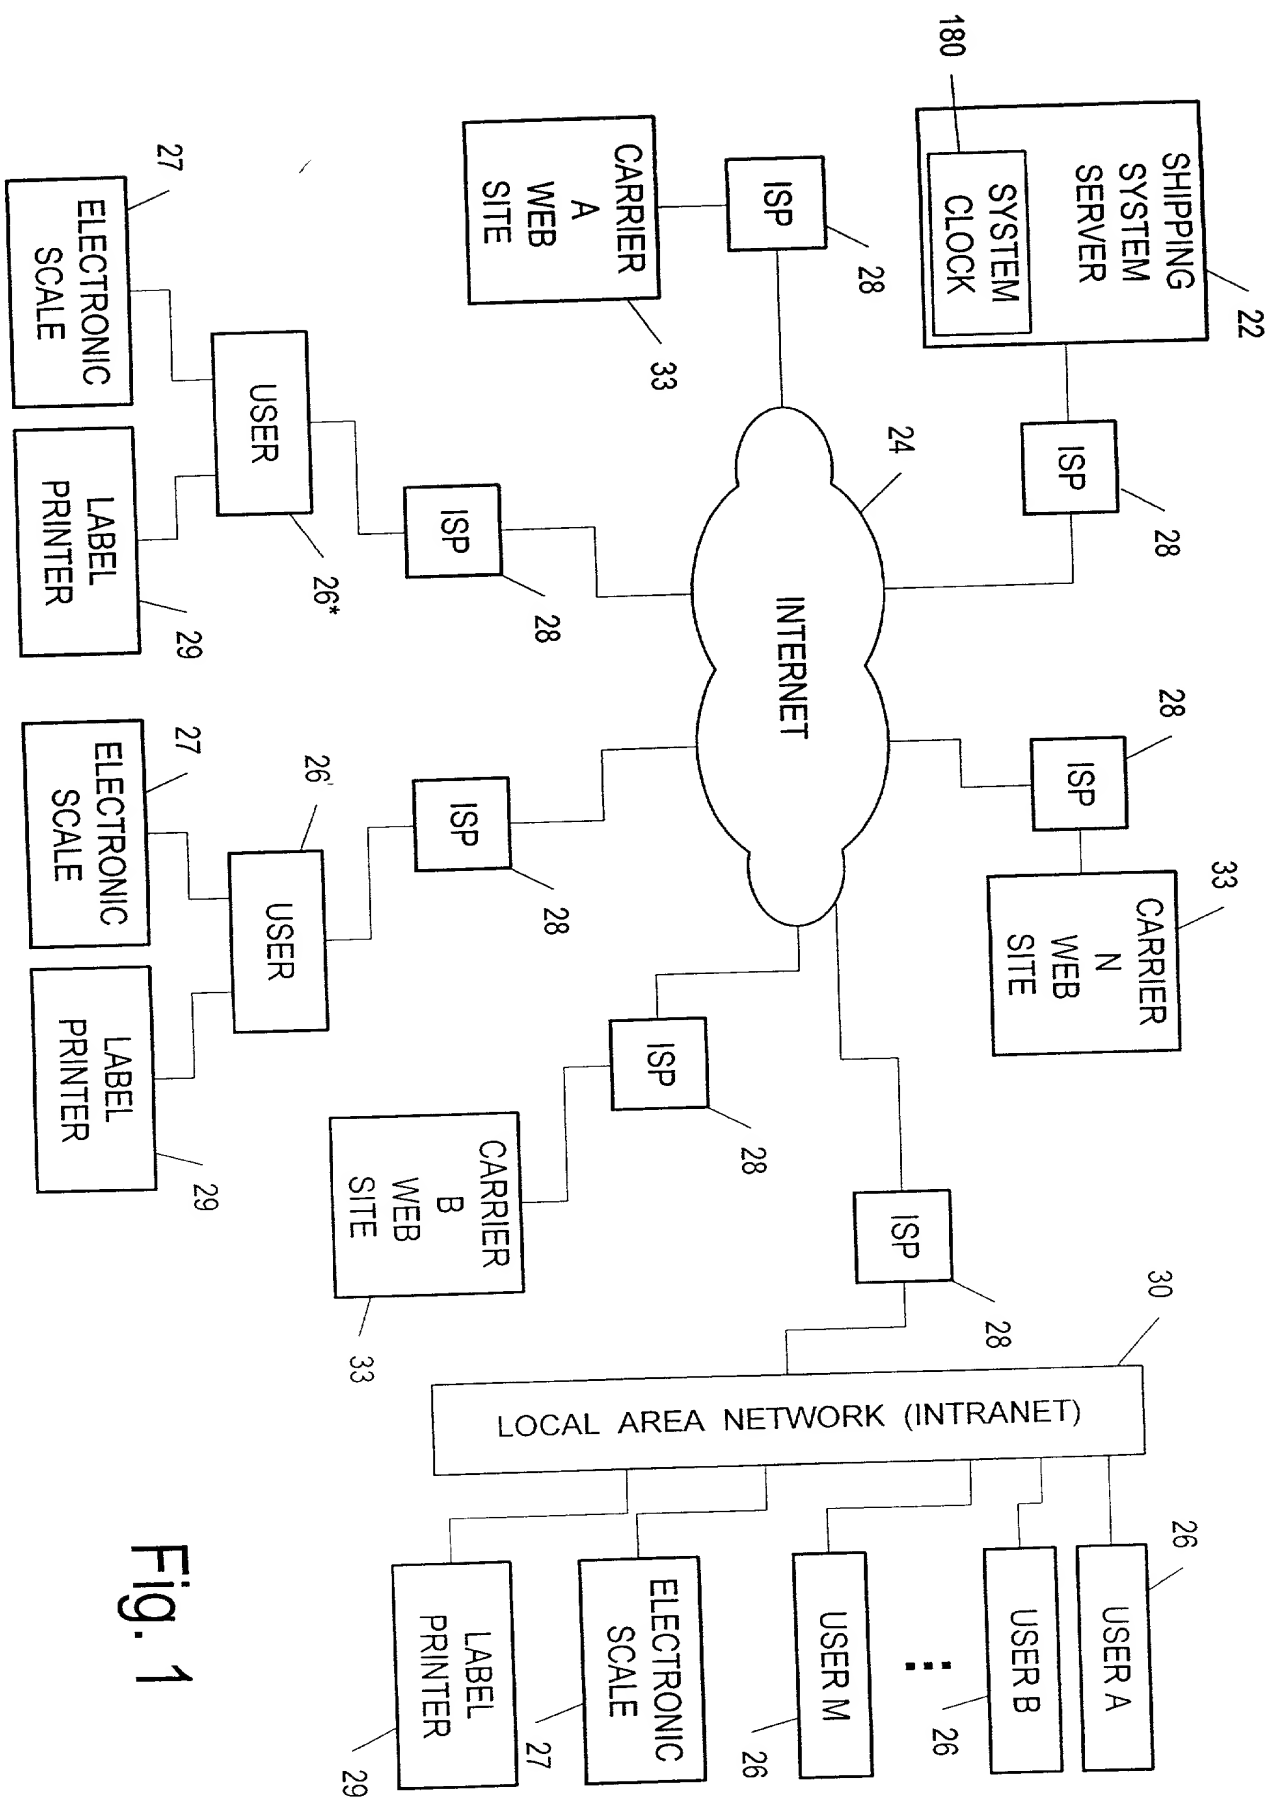 180
SHIPPING
SYSTEM
SERVER
SYSTEM
CLOCK
22
ISP
28
28
ISP
33
CARRIER
N
WEB
SITE
30
26
USER A
USER B
26
USER M
26
ELECTRONIC
SCALE
27
LABEL
PRINTER
29
LOCAL AREA NETWORK (INTRANET)
ISP
28
ISP
28
CARRIER
A
WEB
SITE
33
24
INTERNET
ISP
28
CARRIER
B
WEB
SITE
33
ISP
28
ISP
28
USER
26*
26'
USER
27
ELECTRONIC
SCALE
LABEL
PRINTER
29
27
ELECTRONIC
SCALE
LABEL
PRINTER
29
Fig. 1